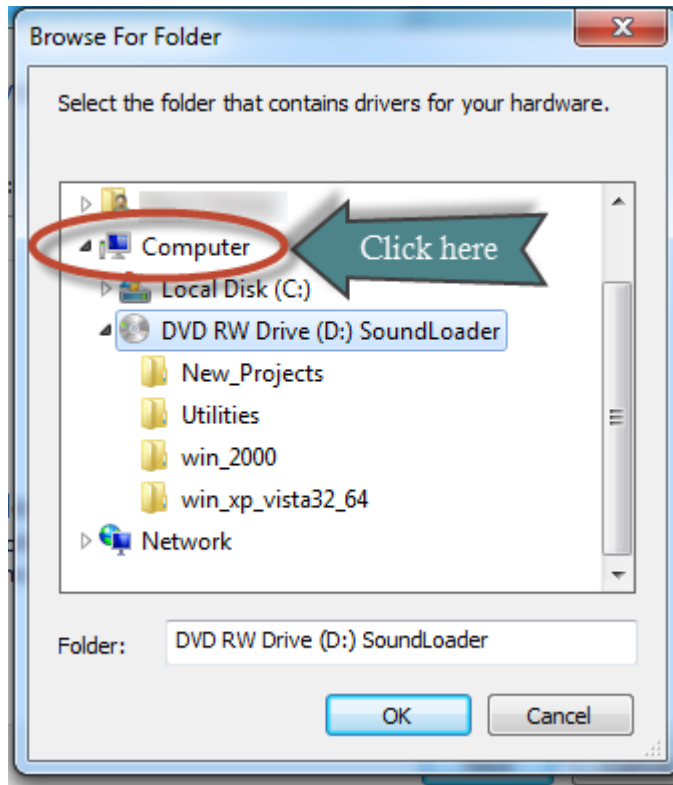 Browse For Folder
Select the folder that contains drivers for your hardware.
Computer
Click here
Local Disk (C:)
DVD RW Drive (D:) SoundLoader
New_Projects
Utilities
win_2000
win_xp_vista32_64
Network
Folder: DVD RW Drive (D:) SoundLoader
OK Cancel